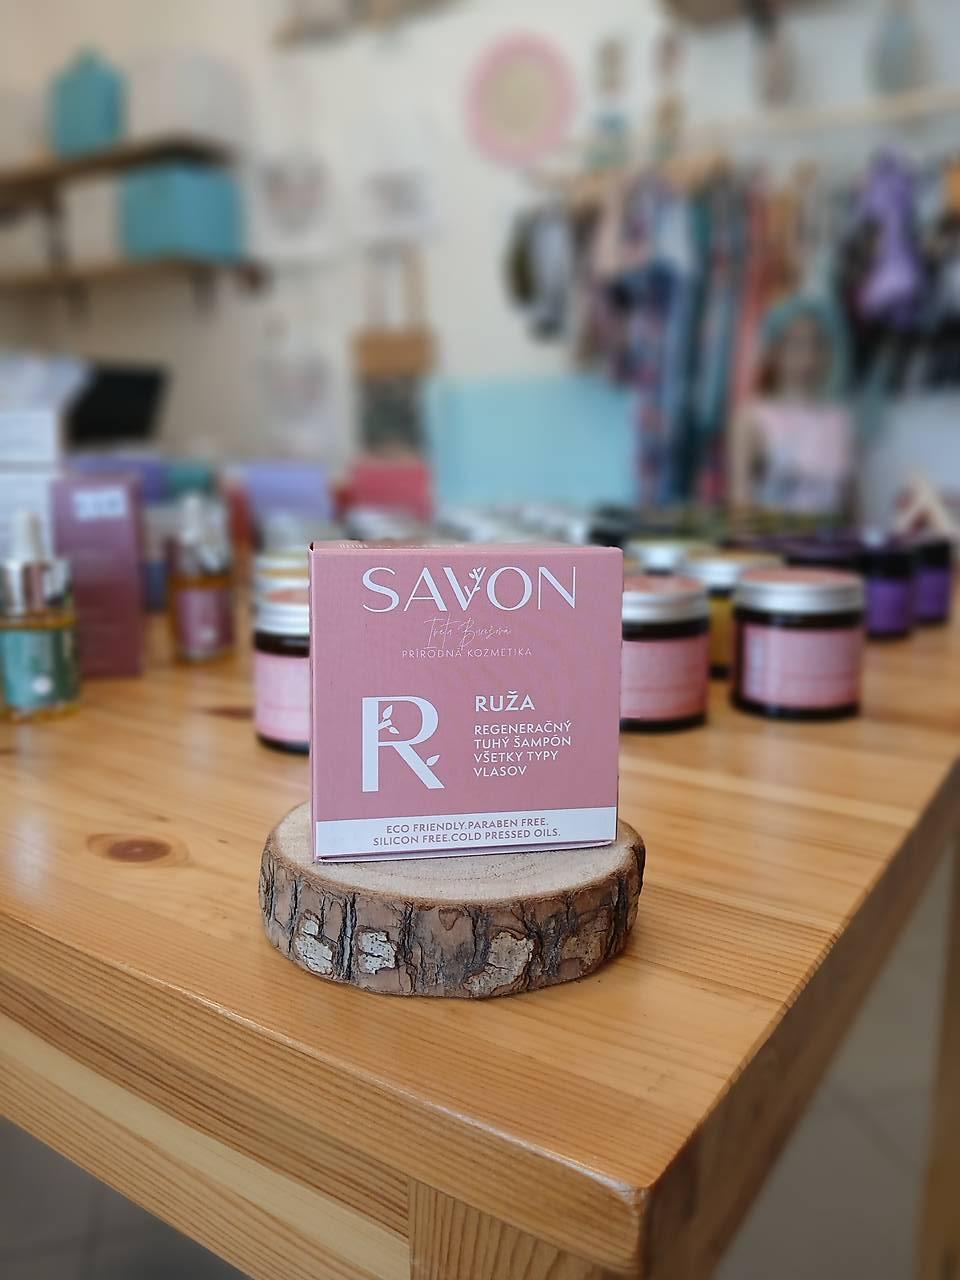 SAVON
PRÍRODNÁ KOZMETIKA
R
RUŽA
REGENERAČNÝ
TUHÝ ŠAMPÓN
VŠETKY TYPY
VLASOV
ECO FRIENDLY.PARABEN FREE.
SILICON FREE.COLD PRESSED OILS.